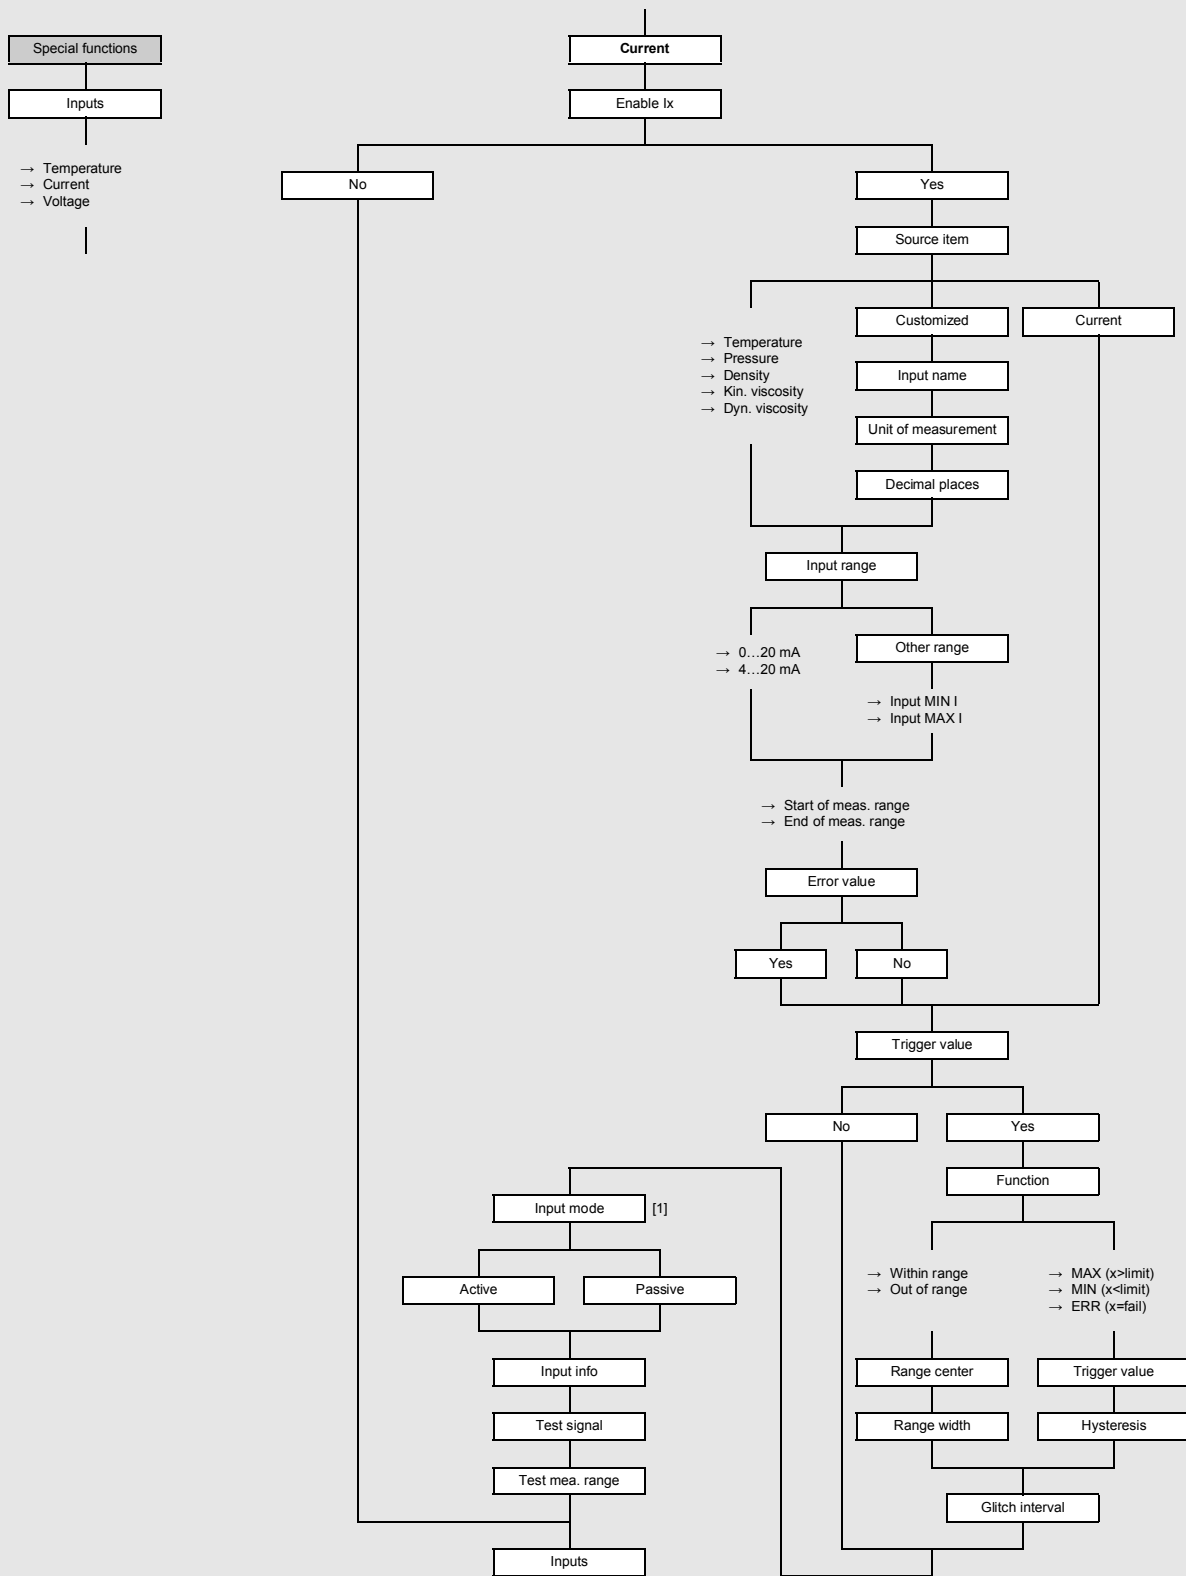 Special functions
Inputs
→ Temperature
→ Current
→ Voltage
Current
Enable Ix
No
Yes
Source item
→ Temperature
→ Pressure
→ Density
→ Kin. viscosity
→ Dyn. viscosity
Customized
Current
Input name
Unit of measurement
Decimal places
Input range
→ 0…20 mA
→ 4…20 mA
Other range
→ Input MIN I
→ Input MAX I
→ Start of meas. range
→ End of meas. range
Error value
Yes
No
Trigger value
No
Yes
Function
→ Within range
→ Out of range
→ MAX (x>limit)
→ MIN (x<limit)
→ ERR (x=fail)
Range center
Trigger value
Range width
Hysteresis
Glitch interval
Input mode [1]
Active
Passive
Input info
Test signal
Test mea. range
Inputs